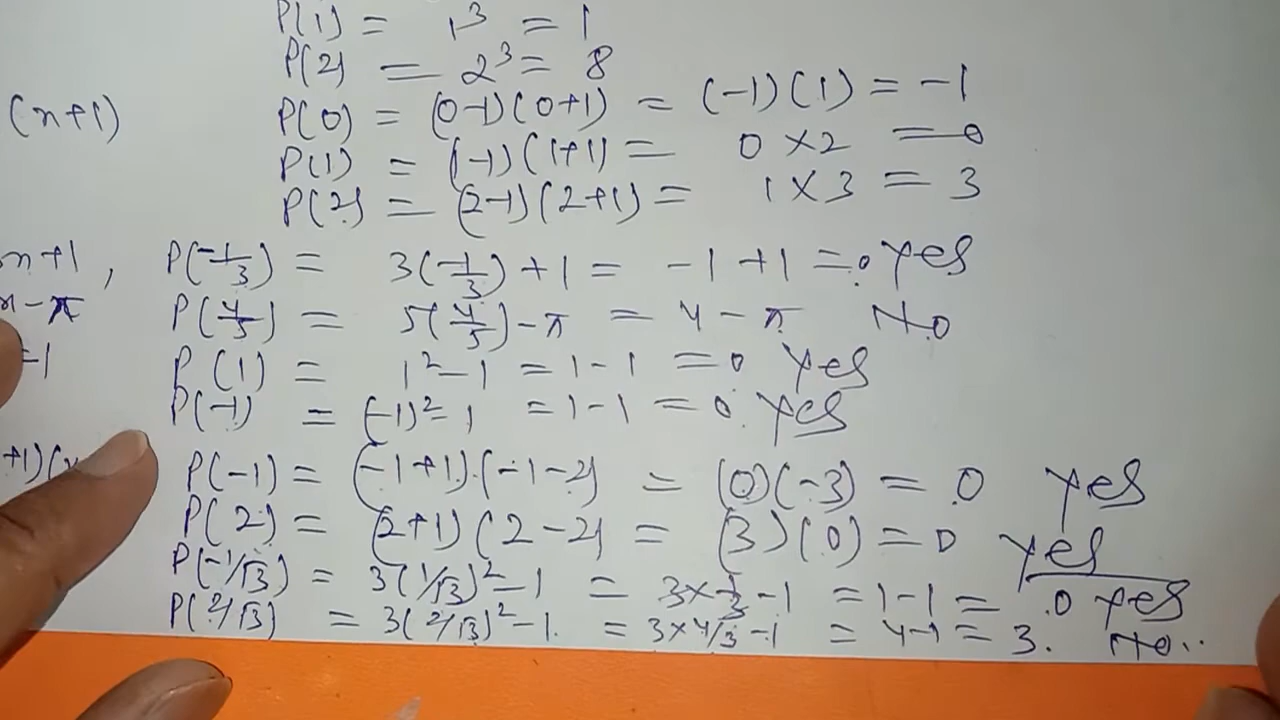 P(1) = 1³ = 1
P(2) = 2³ = 8
(x+1) P(0) = (0-1)(0+1) = (-1)(1) = -1
P(1) = (1-1)(1+1) = 0 × 2 = 0
P(2) = (2-1)(2+1) = 1 × 3 = 3
x+1, P(-1/3) = 3(-1/3)+1 = -1+1 = 0 yes
x-π P(4/5) = 5(4/5)-π = 4-π No
-1 P(1) = 1²-1 = 1-1 = 0 yes
P(-1) = (-1)²-1 = 1-1 = 0 yes
+1)(x P(-1) = (-1+1).(-1-2) = (0)(-3) = 0 yes
P(2) = (2+1)(2-2) = (3)(0) = 0 yes
P(-1/√3) = 3(1/√3)²-1 = 3×1/3-1 = 1-1 = 0 yes
P(2/√3) = 3(2/√3)²-1. = 3×4/3-1 = 4-1 = 3. No..